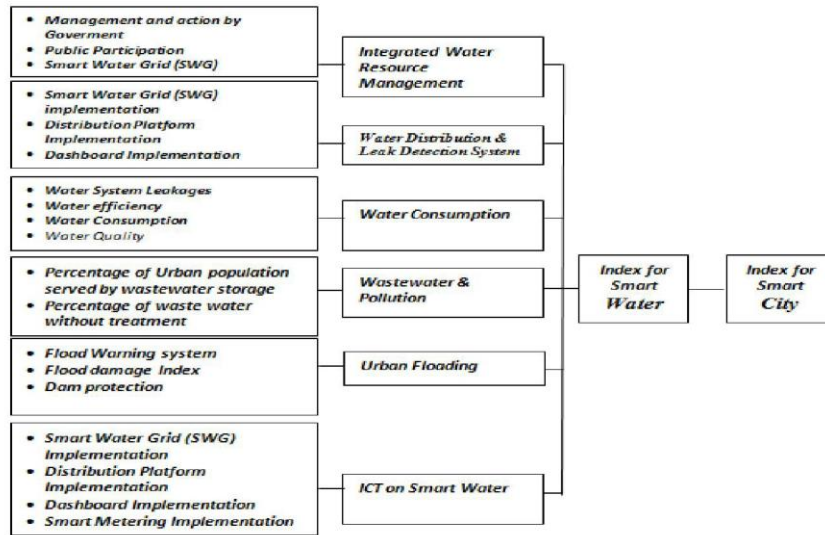 • Management and action by
Goverment
• Public Participation
• Smart Water Grid (SWG)
Integrated Water
Resource
Management
• Smart Water Grid (SWG)
implementation
• Distribution Platform
Implementation
• Dashboard Implementation
Water Distribution &
Leak Detection System
• Water System Leakages
• Water efficiency
• Water Consumption
• Water Quality
Water Consumption
• Percentage of Urban population
served by wastewater storage
• Percentage of waste water
without treatment
Wastewater &
Pollution
• Flood Warning system
• Flood damage Index
• Dam protection
Urban Floading
• Smart Water Grid (SWG)
Implementation
• Distribution Platform
Implementation
• Dashboard Implementation
• Smart Metering Implementation
ICT on Smart Water
Index for
Smart
Water
Index for
Smart
City